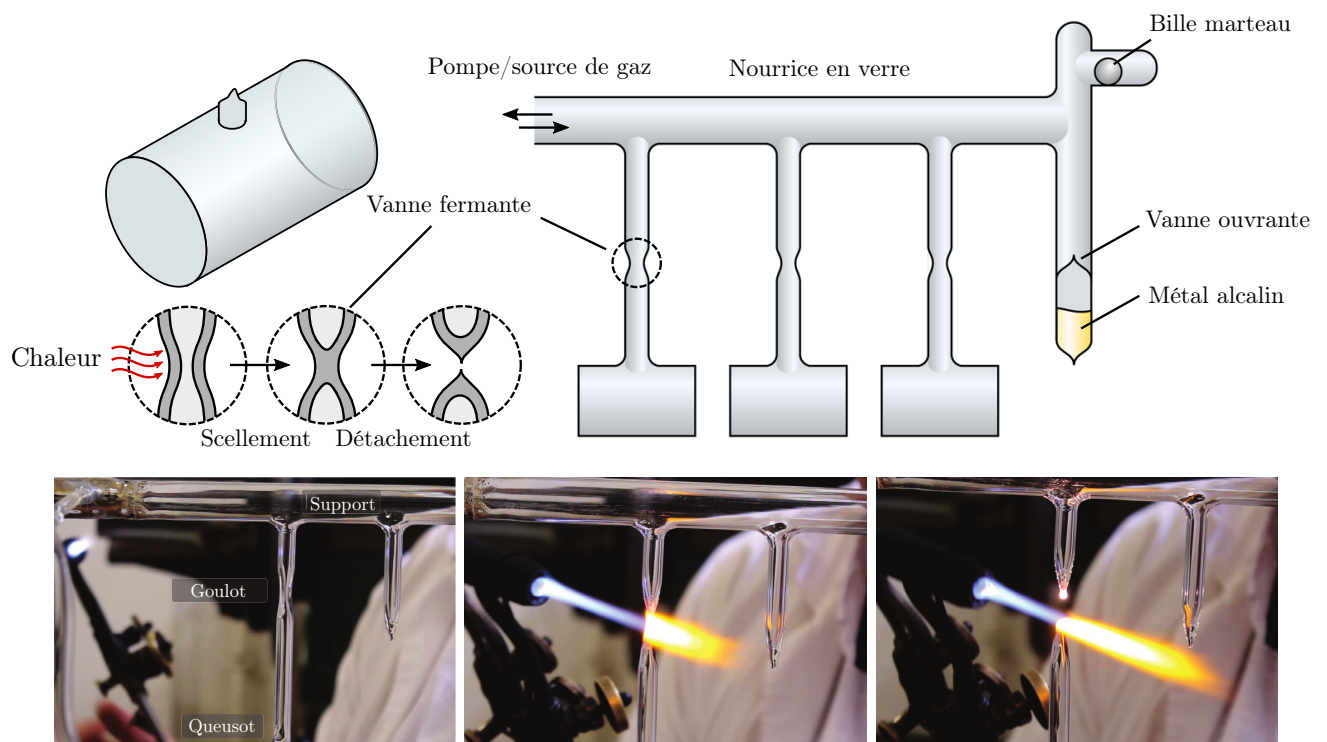 Bille marteau
Pompe/source de gaz
Nourrice en verre
Vanne fermante
Vanne ouvrante
Métal alcalin
Chaleur
Scellement
Détachement
Support
Goulot
Queusot